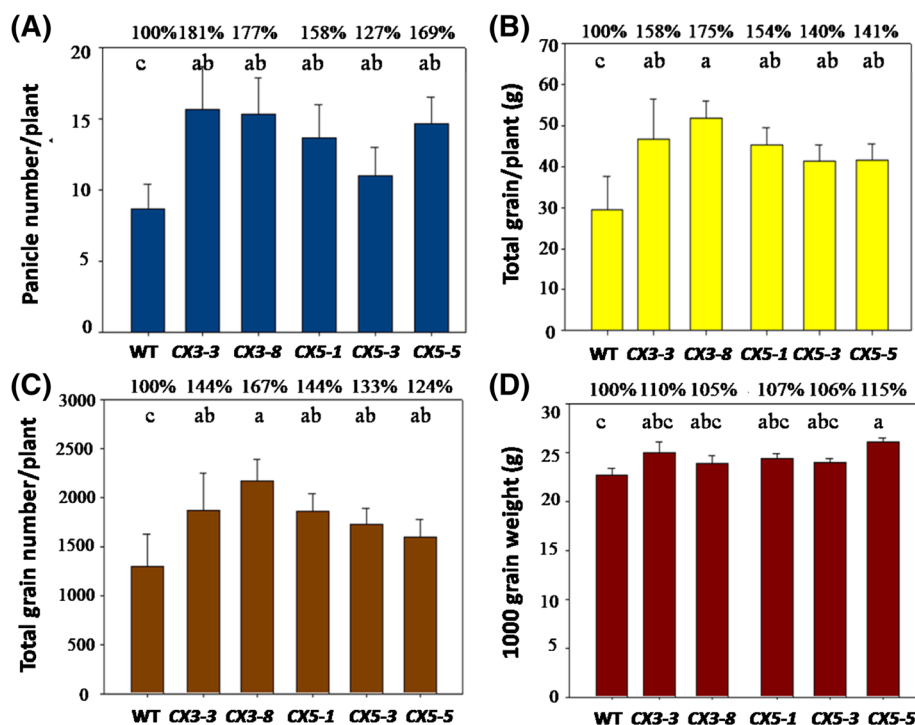 (A)
100% 181% 177% 158% 127% 169%
c ab ab ab ab ab
Panicle number/plant
20
15
10
5
0
WT CX3-3 CX3-8 CX5-1 CX5-3 CX5-5
(B)
100% 158% 175% 154% 140% 141%
c ab a ab ab ab
Total grain/plant (g)
70
60
50
40
30
20
10
0
WT CX3-3 CX3-8 CX5-1 CX5-3 CX5-5
(C)
100% 144% 167% 144% 133% 124%
c ab a ab ab ab
Total grain number/plant
3000
2500
2000
1500
1000
500
0
WT CX3-3 CX3-8 CX5-1 CX5-3 CX5-5
(D)
100% 110% 105% 107% 106% 115%
c abc abc abc abc a
1000 grain weight (g)
30
25
20
15
10
5
0
WT CX3-3 CX3-8 CX5-1 CX5-3 CX5-5